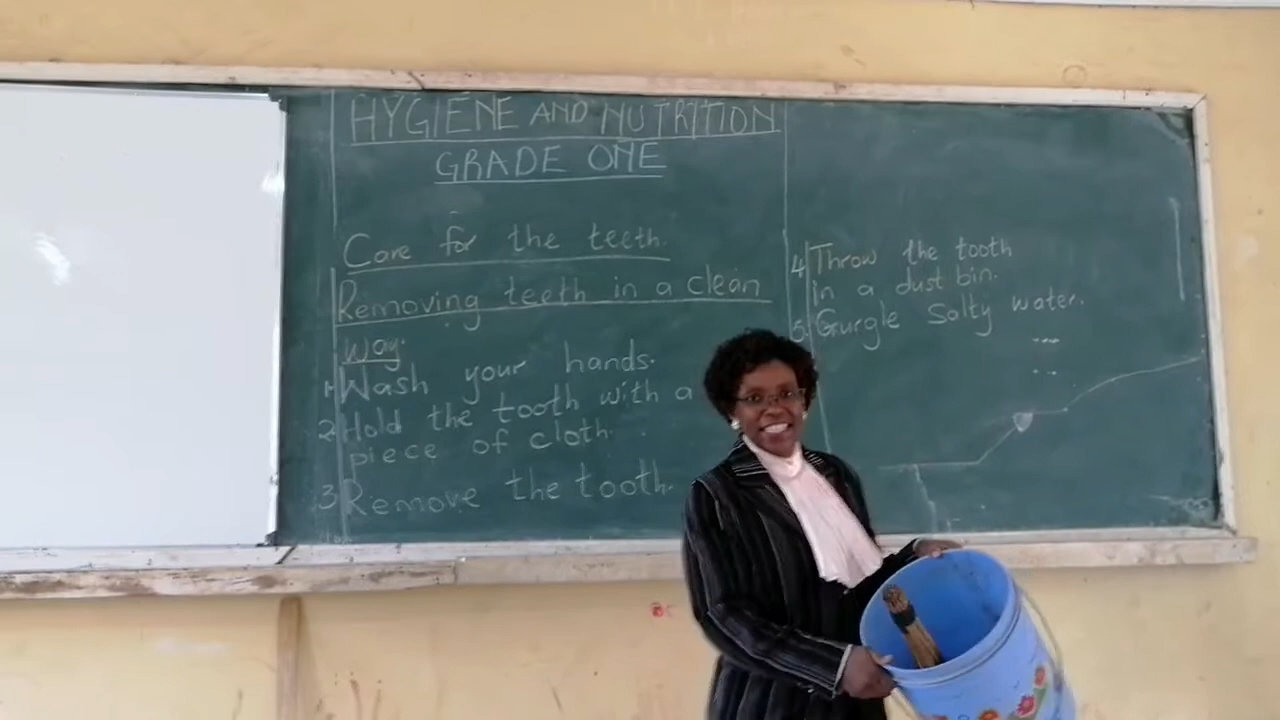 HYGIENE AND NUTRITION
GRADE ONE
Care for the teeth.
Removing teeth in a clean
way.
1 Wash your hands.
2 Hold the tooth with a
piece of cloth.
3 Remove the tooth.
4 Throw the tooth
in a dust bin.
5 Gurgle salty water.